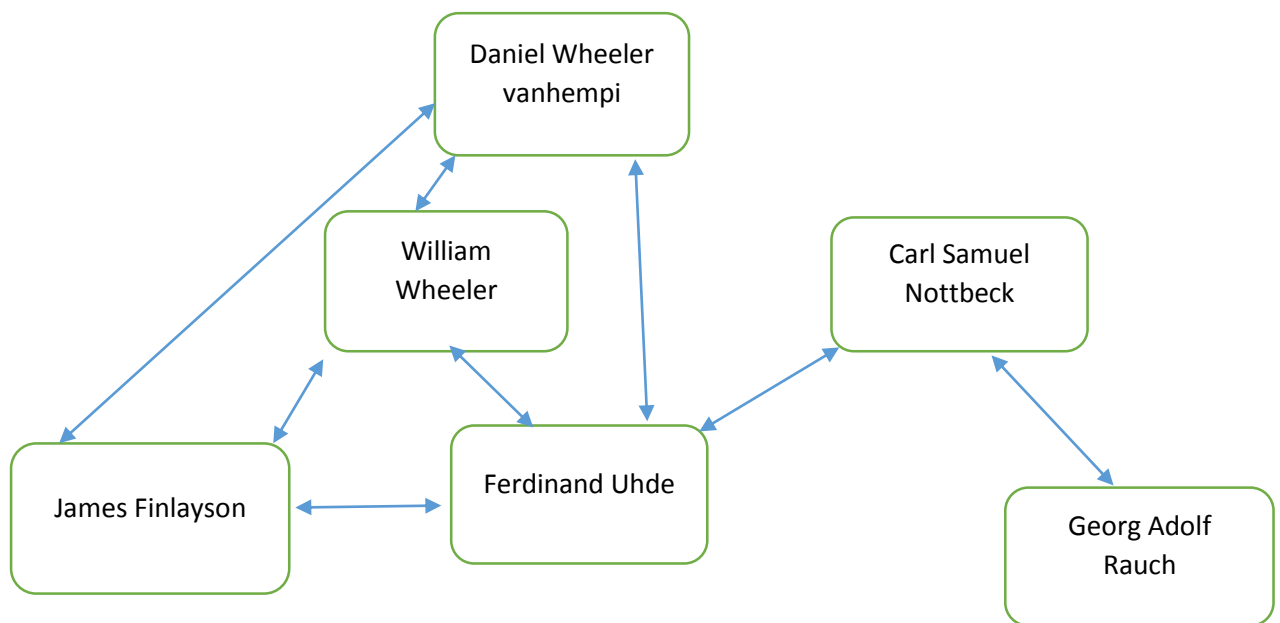 Daniel Wheeler
vanhempi
William
Wheeler
Carl Samuel
Nottbeck
James Finlayson
Ferdinand Uhde
Georg Adolf
Rauch